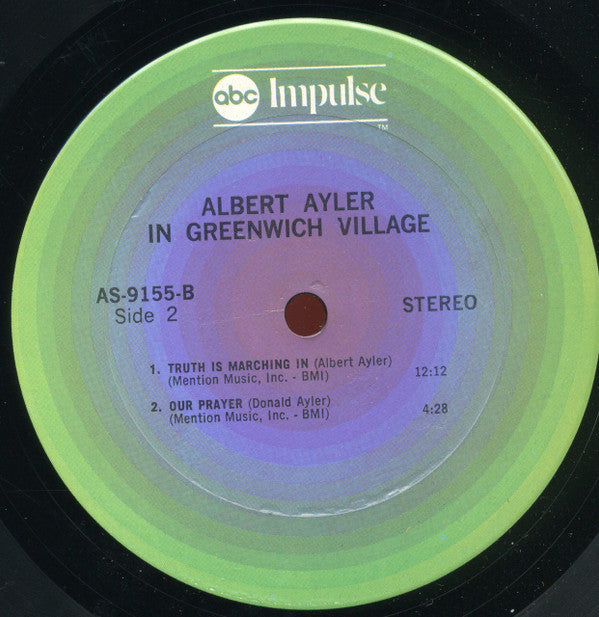 abc Impulse
TM
ALBERT AYLER
IN GREENWICH VILLAGE
AS-9155-B
Side 2
STEREO
1. TRUTH IS MARCHING IN (Albert Ayler) 12:12
(Mention Music, Inc. - BMI)
2. OUR PRAYER (Donald Ayler) 4:28
(Mention Music, Inc. - BMI)